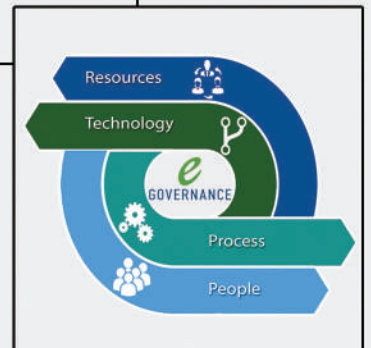 Resources
Technology
e
GOVERNANCE
Process
People